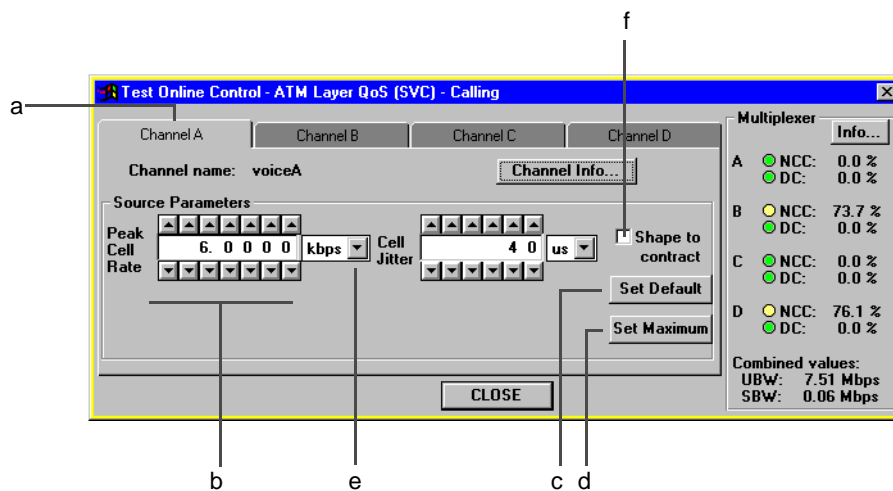 f
Test Online Control - ATM Layer QoS (SVC) - Calling
a
Channel A
Channel B
Channel C
Channel D
Channel name: voiceA
Channel Info...
Source Parameters
Peak
Cell
Rate
6. 0 0 0 0
kbps
Cell
Jitter
4 0
us
Shape to
contract
Set Default
Set Maximum
CLOSE
Multiplexer
Info...
A NCC: 0.0 %
DC: 0.0 %
B NCC: 73.7 %
DC: 0.0 %
C NCC: 0.0 %
DC: 0.0 %
D NCC: 76.1 %
DC: 0.0 %
Combined values:
UBW: 7.51 Mbps
SBW: 0.06 Mbps
b
e
c
d